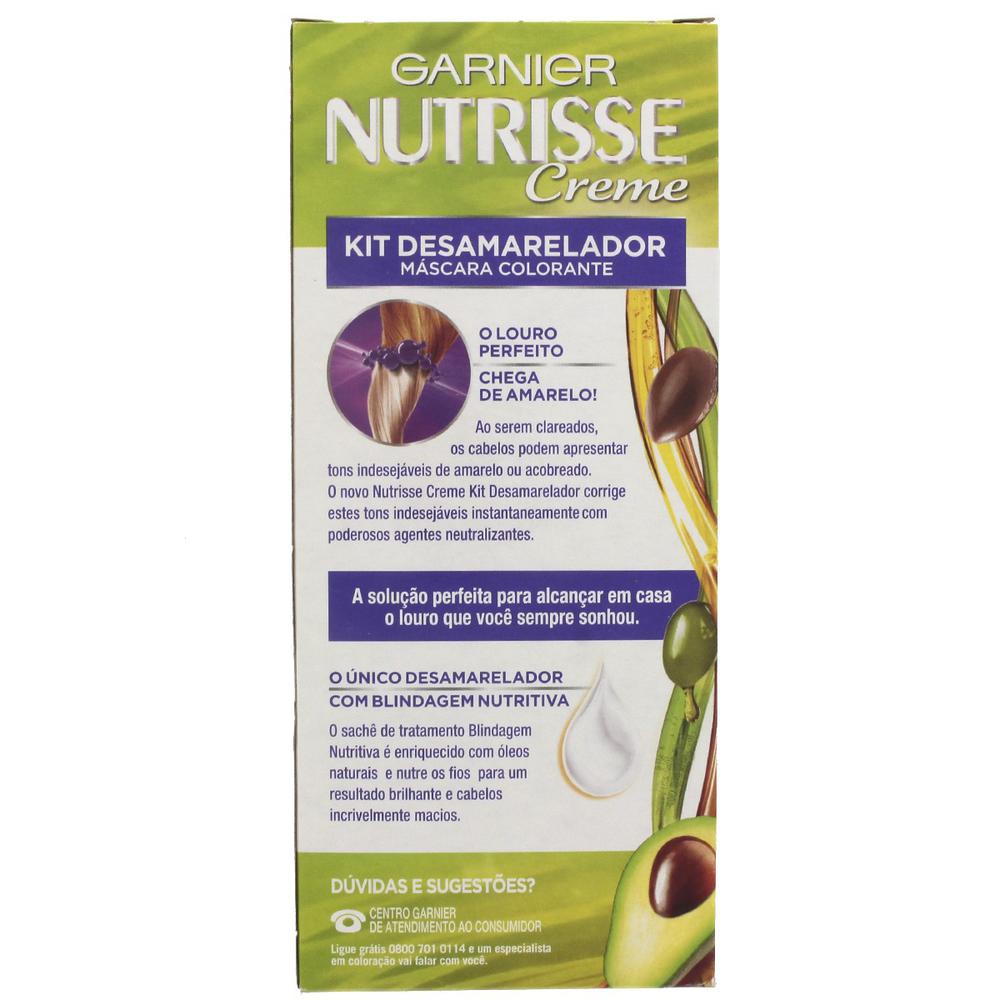 GARNIER
NUTRISSE
Creme
KIT DESAMARELADOR
MÁSCARA COLORANTE
O LOURO
PERFEITO
CHEGA
DE AMARELO!
Ao serem clareados,
os cabelos podem apresentar
tons indesejáveis de amarelo ou acobreado.
O novo Nutrisse Creme Kit Desamarelador corrige
estes tons indesejáveis instantaneamente com
poderosos agentes neutralizantes.
A solução perfeita para alcançar em casa
o louro que você sempre sonhou.
O ÚNICO DESAMARELADOR
COM BLINDAGEM NUTRITIVA
O sachê de tratamento Blindagem
Nutritiva é enriquecido com óleos
naturais e nutre os fios para um
resultado brilhante e cabelos
incrivelmente macios.
DÚVIDAS E SUGESTÕES?
CENTRO GARNIER
DE ATENDIMENTO AO CONSUMIDOR
Ligue grátis 0800 701 0114 e um especialista
em coloração vai falar com você.